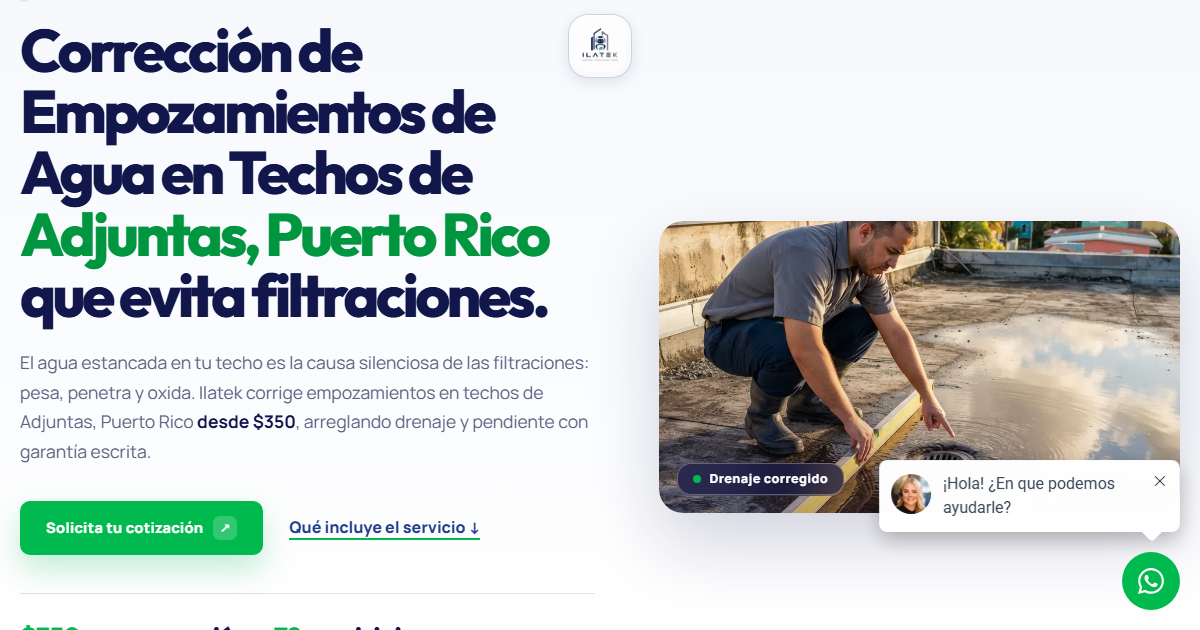 Corrección de
Empozamientos de
Agua en Techos de
Adjuntas, Puerto Rico
que evita filtraciones.
El agua estancada en tu techo es la causa silenciosa de las filtraciones:
pesa, penetra y oxida. Ilatek corrige empozamientos en techos de
Adjuntas, Puerto Rico desde $350, arreglando drenaje y pendiente con
garantía escrita.
Solicita tu cotización ↗
Qué incluye el servicio ↓
ILATEK
Drenaje corregido
¡Hola! ¿En que podemos
ayudarle?